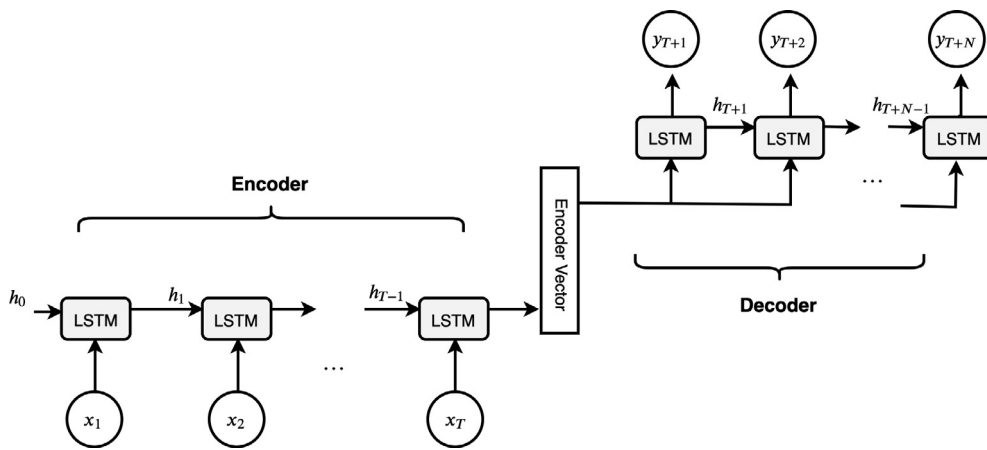 y_{T+1}
y_{T+2}
y_{T+N}
h_{T+1}
h_{T+N−1}
LSTM
LSTM
LSTM
...
Encoder
Encoder Vector
Decoder
h_0
h_1
h_{T−1}
LSTM
LSTM
LSTM
...
x_1
x_2
x_T